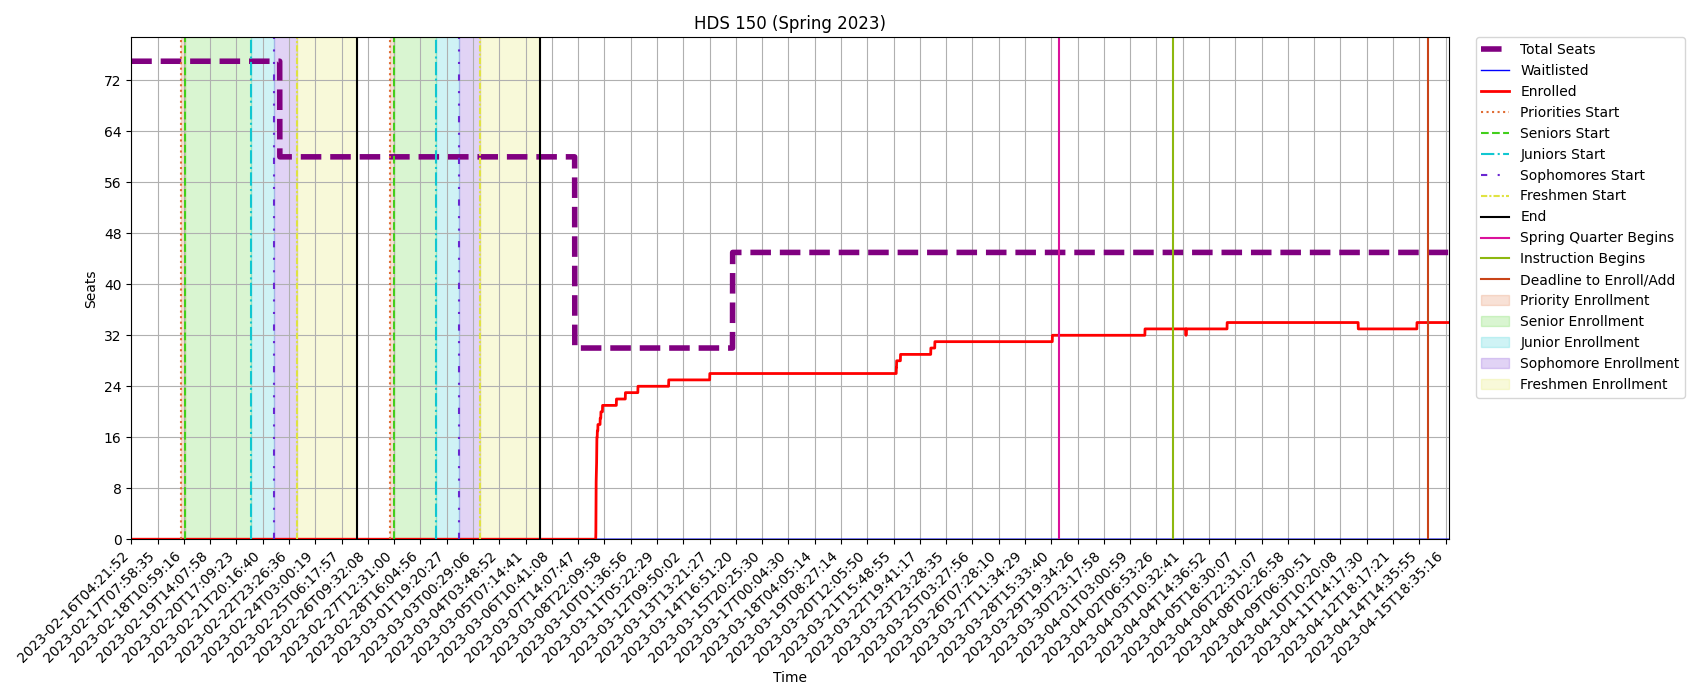 HDS 150 (Spring 2023)
Seats
72
64
56
48
40
32
24
16
8
0
2023-02-16T04:21:52
2023-02-17T07:58:35
2023-02-18T10:59:16
2023-02-19T14:07:58
2023-02-20T17:09:23
2023-02-21T20:16:40
2023-02-22T23:26:36
2023-02-24T03:00:19
2023-02-25T06:17:57
2023-02-26T09:32:08
2023-02-27T12:31:00
2023-02-28T16:04:56
2023-03-01T19:20:27
2023-03-03T00:29:06
2023-03-04T03:48:52
2023-03-05T07:14:41
2023-03-06T10:41:08
2023-03-07T14:07:47
2023-03-08T22:09:58
2023-03-10T01:36:56
2023-03-11T05:22:29
2023-03-12T09:50:02
2023-03-13T13:21:27
2023-03-14T16:51:20
2023-03-15T20:25:30
2023-03-17T00:04:30
2023-03-18T04:05:14
2023-03-19T08:27:14
2023-03-20T12:05:50
2023-03-21T15:48:55
2023-03-22T19:41:17
2023-03-23T23:28:35
2023-03-25T03:27:56
2023-03-26T07:28:10
2023-03-27T11:34:29
2023-03-28T15:33:40
2023-03-29T19:34:26
2023-03-30T23:17:58
2023-04-01T03:00:59
2023-04-02T06:53:26
2023-04-03T10:32:41
2023-04-04T14:36:52
2023-04-05T18:30:07
2023-04-06T22:31:07
2023-04-08T02:26:58
2023-04-09T06:30:51
2023-04-10T10:20:08
2023-04-11T14:17:30
2023-04-12T18:17:21
2023-04-14T14:35:55
2023-04-15T18:35:16
Time
Total Seats
Waitlisted
Enrolled
Priorities Start
Seniors Start
Juniors Start
Sophomores Start
Freshmen Start
End
Spring Quarter Begins
Instruction Begins
Deadline to Enroll/Add
Priority Enrollment
Senior Enrollment
Junior Enrollment
Sophomore Enrollment
Freshmen Enrollment